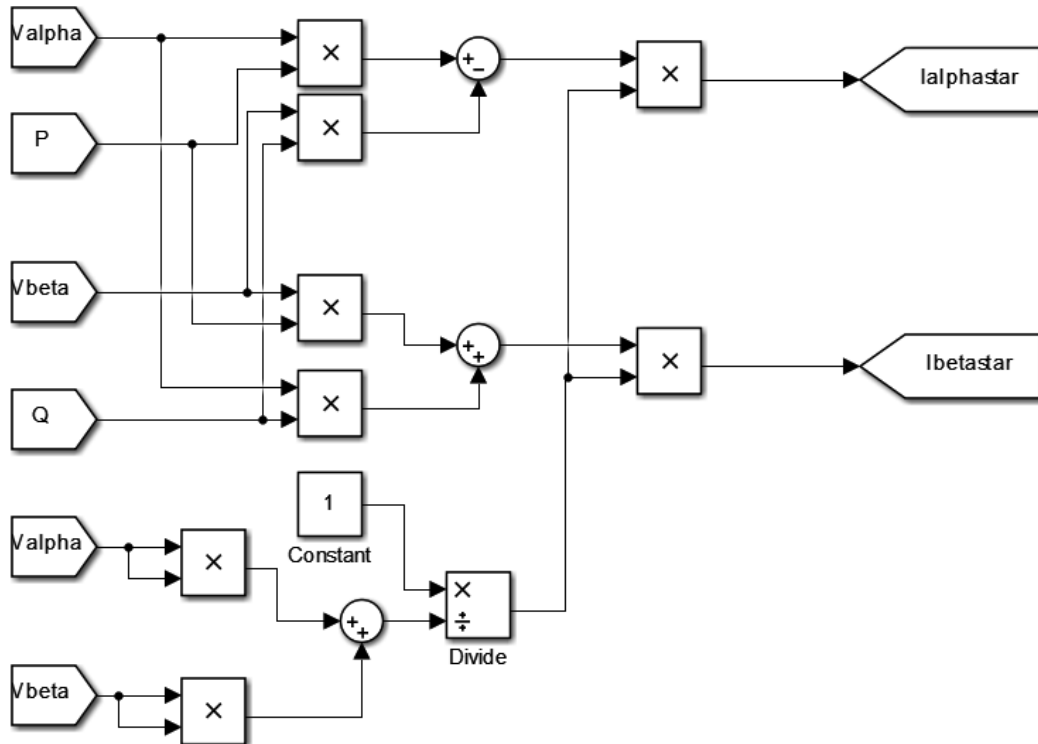 Valpha
P
Vbeta
Q
Valpha
Vbeta
×
×
×
×
×
×
+
−
+
+
1
Constant
+
+
×
÷
Divide
×
×
Ialphastar
Ibetastar